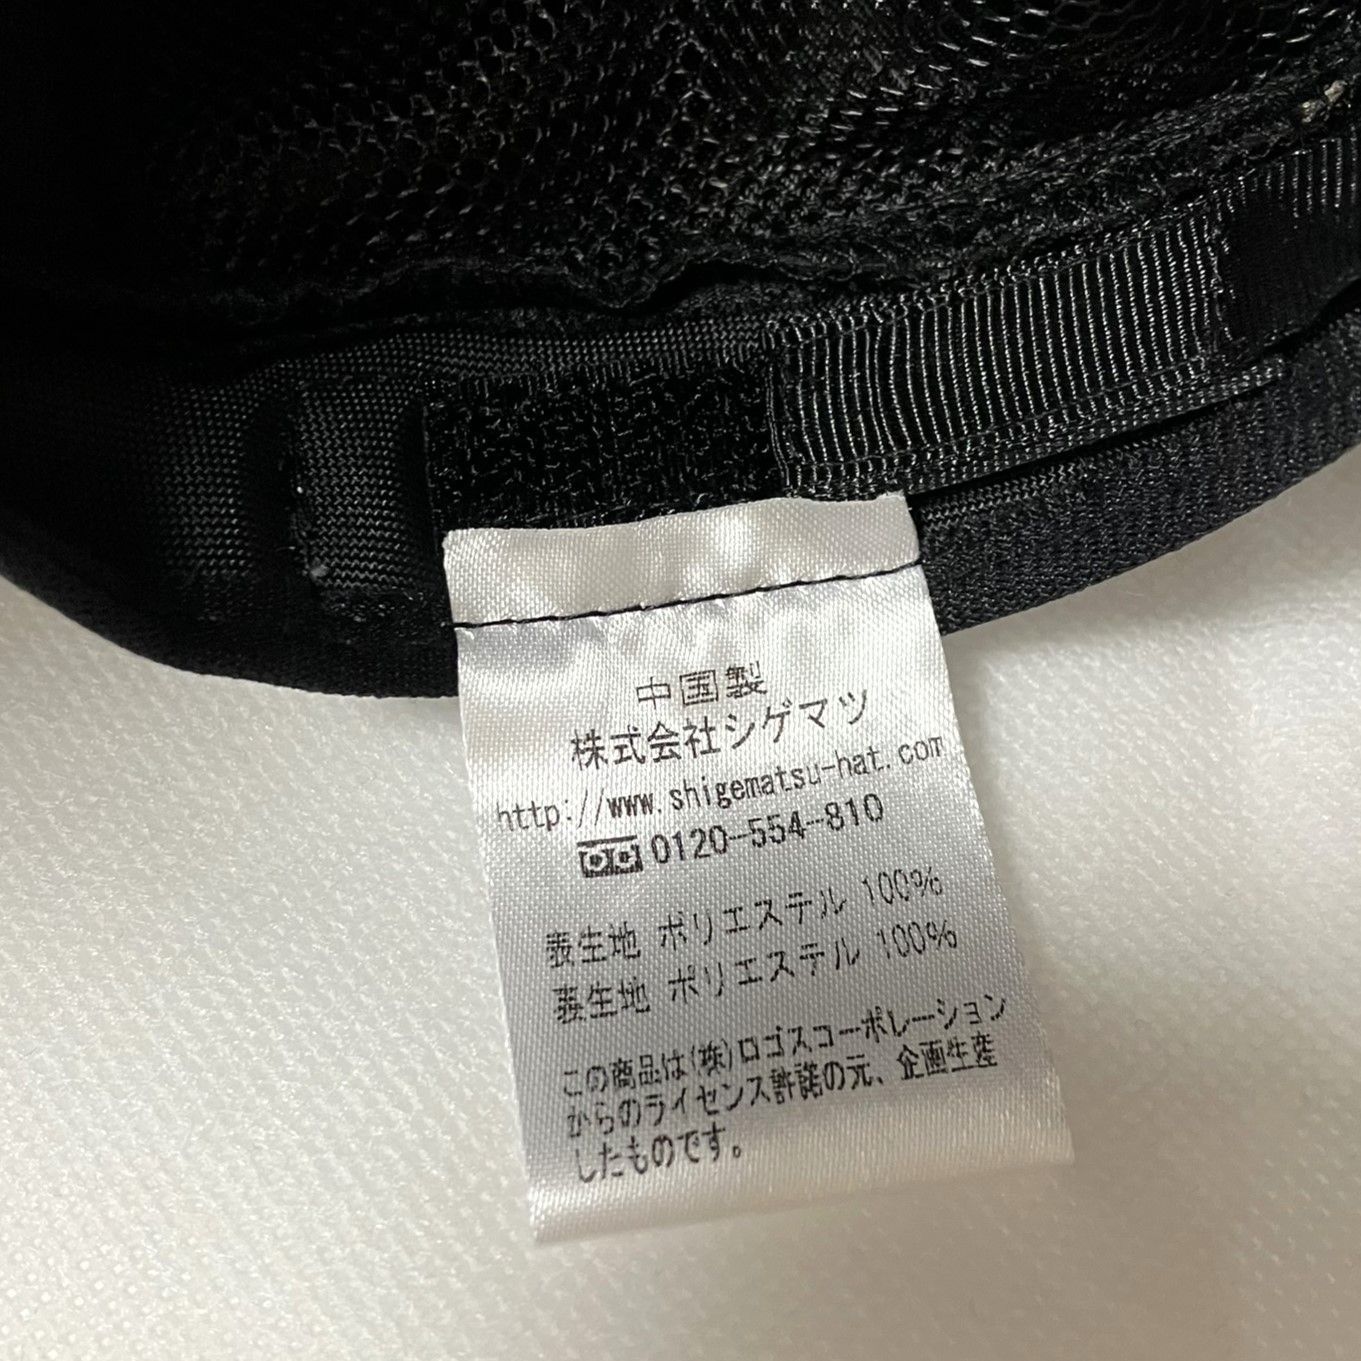 中国製
株式会社シゲマツ
http://www.shigematsu-hat.com
0120-554-810
表生地 ポリエステル 100%
裏生地 ポリエステル 100%
この商品は(株)ロゴスコーポレーション
からのライセンス許諾の元、企画生産
したものです。